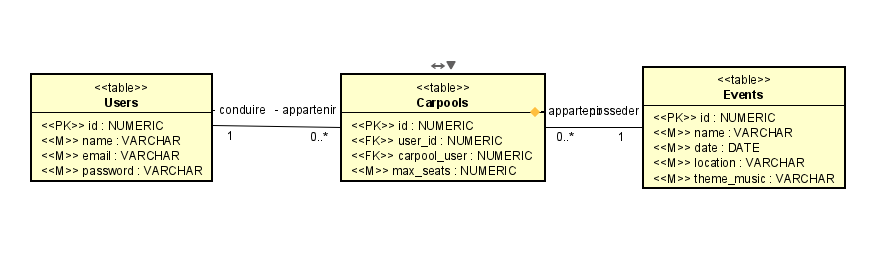 <<table>>
Users
<<PK>> id : NUMERIC
<<M>> name : VARCHAR
<<M>> email : VARCHAR
<<M>> password : VARCHAR
- conduire
- appartenir
1
0..*
<<table>>
Carpools
<<PK>> id : NUMERIC
<<FK>> user_id : NUMERIC
<<FK>> carpool_user : NUMERIC
<<M>> max_seats : NUMERIC
- appartenir
- posseder
0..*
1
<<table>>
Events
<<PK>> id : NUMERIC
<<M>> name : VARCHAR
<<M>> date : DATE
<<M>> location : VARCHAR
<<M>> theme_music : VARCHAR